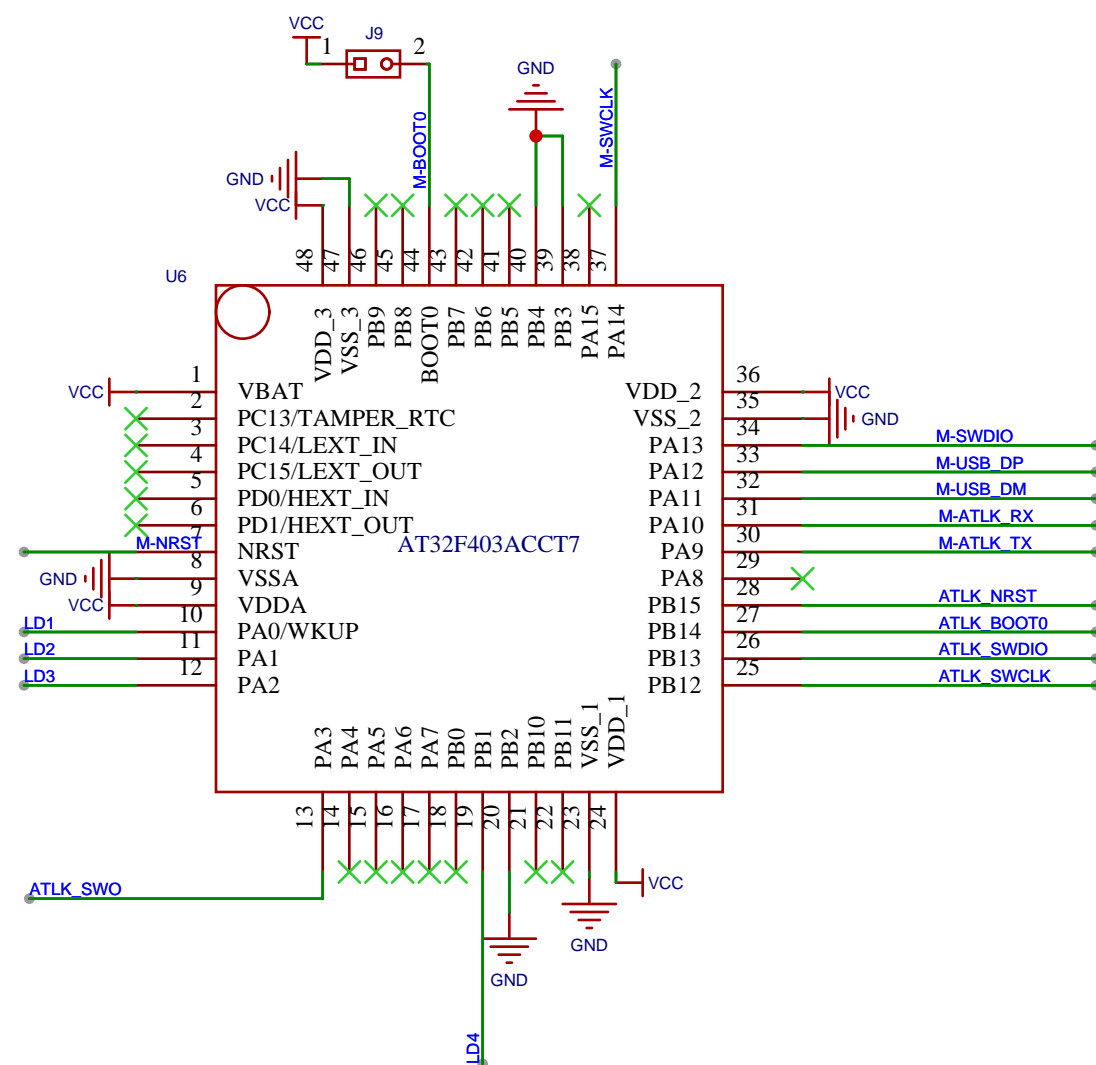 VCC
J9
1 2
GND
M-BOOT0
M-SWCLK
GND
VCC
48 47 46 45 44 43 42 41 40 39 38 37
U6
VDD_3
VSS_3
PB9
PB8
BOOT0
PB7
PB6
PB5
PB4
PB3
PA15
PA14
VCC 1 VBAT
2 PC13/TAMPER_RTC
3 PC14/LEXT_IN
4 PC15/LEXT_OUT
5 PD0/HEXT_IN
6 PD1/HEXT_OUT
M-NRST 7 NRST
GND 8 VSSA
VCC 9 VDDA
LD1 10 PA0/WKUP
LD2 11 PA1
LD3 12 PA2
AT32F403ACCT7
VDD_2 36 VCC
VSS_2 35 GND
PA13 34 M-SWDIO
PA12 33 M-USB_DP
PA11 32 M-USB_DM
PA10 31 M-ATLK_RX
PA9 30 M-ATLK_TX
PA8 29
PB15 28 ATLK_NRST
PB14 27 ATLK_BOOT0
PB13 26 ATLK_SWDIO
PB12 25 ATLK_SWCLK
PA3
PA4
PA5
PA6
PA7
PB0
PB1
PB2
PB10
PB11
VSS_1
VDD_1
13 14 15 16 17 18 19 20 21 22 23 24
ATLK_SWO
VCC
GND
GND
LD4